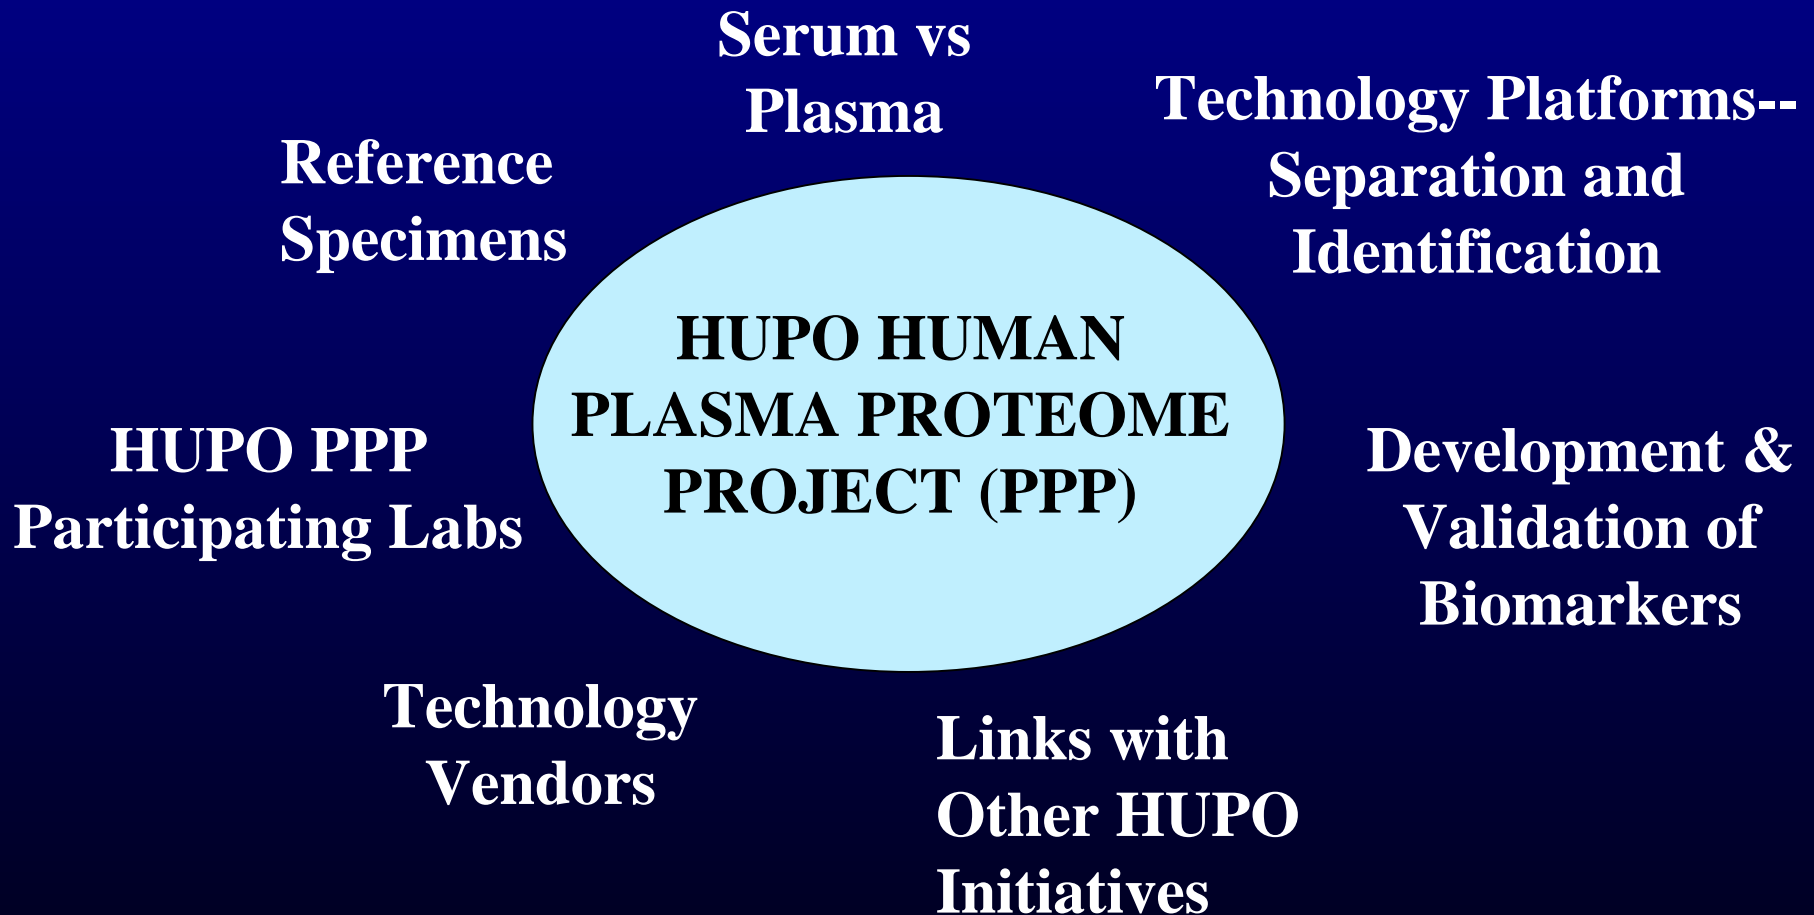 Serum vs
Plasma
Technology Platforms--
Separation and
Identification
Reference
Specimens
HUPO HUMAN
PLASMA PROTEOME
PROJECT (PPP)
HUPO PPP
Participating Labs
Development &
Validation of
Biomarkers
Technology
Vendors
Links with
Other HUPO
Initiatives